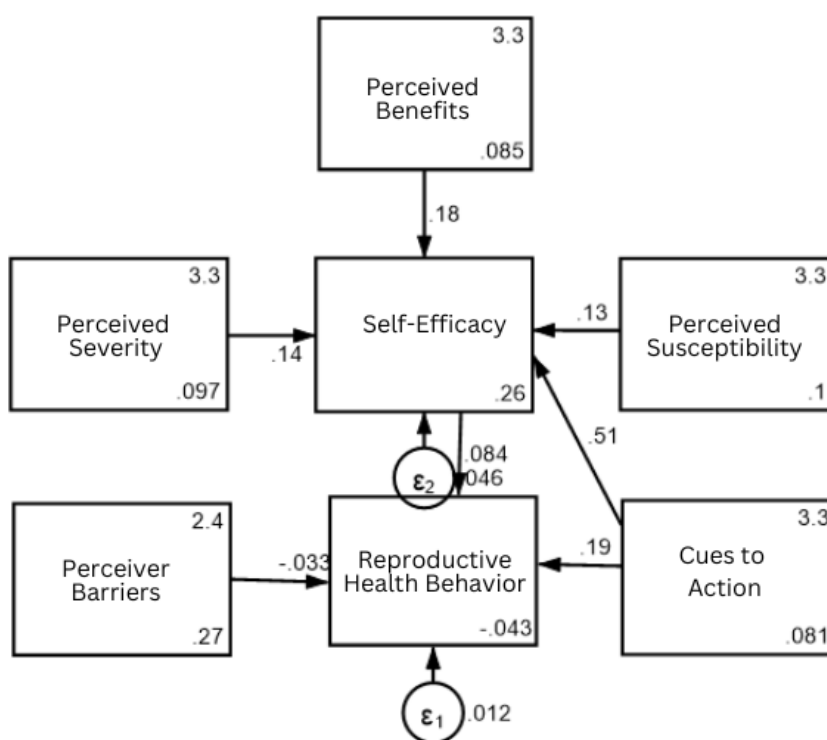 3.3
Perceived
Benefits
.085
.18
3.3
Perceived
Severity
.097
.14
Self-Efficacy
.26
.13
3.3
Perceived
Susceptibility
.1
.51
.084
ε2
046
2.4
Perceiver
Barriers
.27
-.033
Reproductive
Health Behavior
-.043
.19
3.3
Cues to
Action
.081
ε1
.012